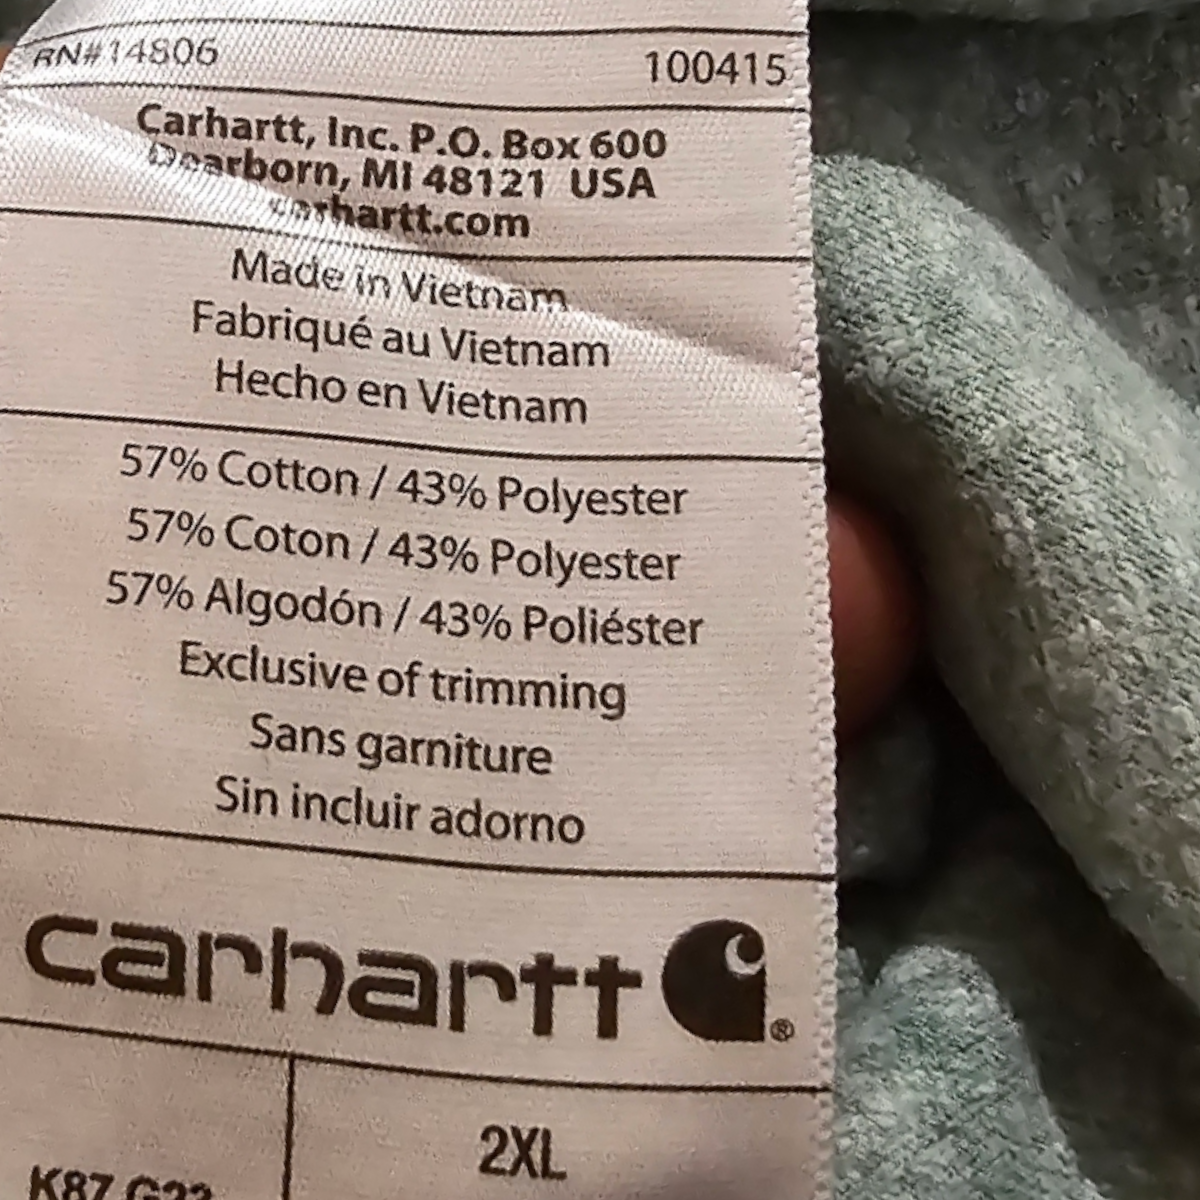 RN# 14806 100415
Carhartt, Inc. P.O. Box 600
Dearborn, MI 48121 USA
carhartt.com
Made in Vietnam
Fabriqué au Vietnam
Hecho en Vietnam
57% Cotton / 43% Polyester
57% Coton / 43% Polyester
57% Algodón / 43% Poliéster
Exclusive of trimming
Sans garniture
Sin incluir adorno
carhartt ®
2XL
K87